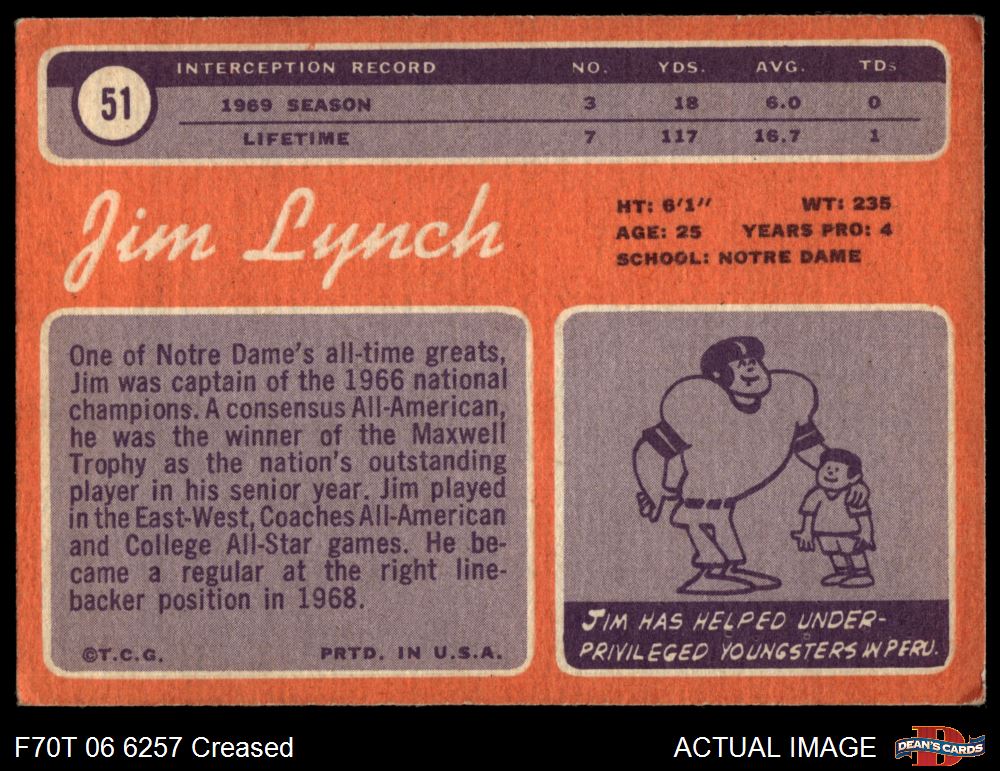 51
INTERCEPTION RECORD NO. YDS. AVG. TDs
1969 SEASON 3 18 6.0 0
LIFETIME 7 117 16.7 1
Jim Lynch
HT: 6'1" WT: 235
AGE: 25 YEARS PRO: 4
SCHOOL: NOTRE DAME
One of Notre Dame's all-time greats,
Jim was captain of the 1966 national
champions. A consensus All-American,
he was the winner of the Maxwell
Trophy as the nation's outstanding
player in his senior year. Jim played
in the East-West, Coaches All-American
and College All-Star games. He be-
came a regular at the right line-
backer position in 1968.
©T.C.G. PRTD. IN U.S.A.
JIM HAS HELPED UNDER-
PRIVILEGED YOUNGSTERS IN PERU.
F70T 06 6257 Creased
ACTUAL IMAGE
D
DEAN'S CARDS